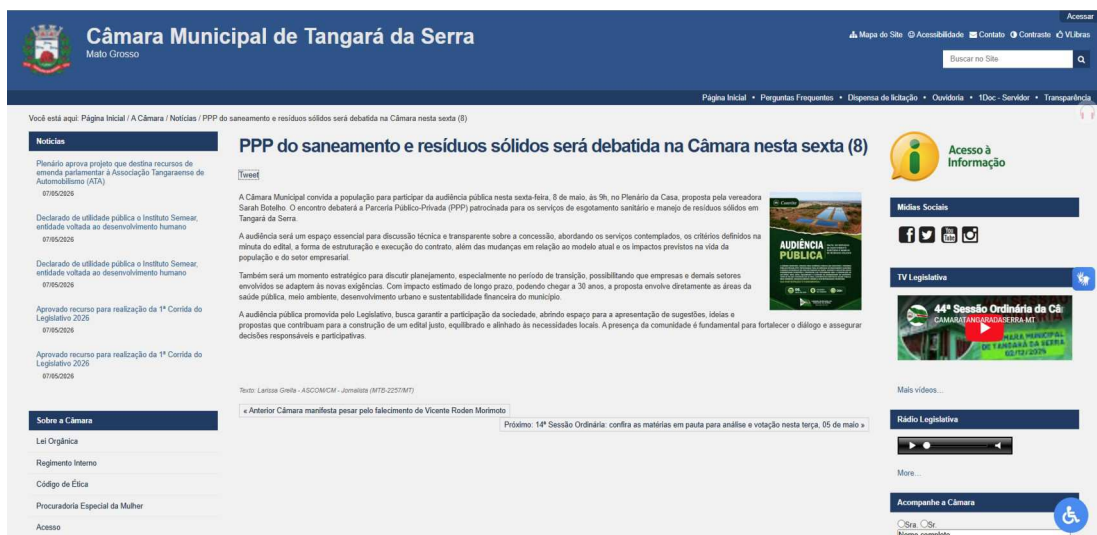 Acessar
Câmara Municipal de Tangará da Serra
Mato Grosso
Mapa do Site Acessibilidade Contato Contraste VLibras
Buscar no Site
Página Inicial • Perguntas Frequentes • Dispensa de licitação • Ouvidoria • 1Doc - Servidor • Transparência
Você está aqui: Página Inicial / A Câmara / Notícias / PPP do saneamento e resíduos sólidos será debatida na Câmara nesta sexta (8)
Notícias
Plenário aprova projeto que destina recursos de
emenda parlamentar à Associação Tangaraense de
Automobilismo (ATA)
07/05/2026
Declarado de utilidade pública o Instituto Semear,
entidade voltada ao desenvolvimento humano
07/05/2026
Declarado de utilidade pública o Instituto Semear,
entidade voltada ao desenvolvimento humano
07/05/2026
Aprovado recurso para realização da 1ª Corrida do
Legislativo 2026
07/05/2026
Aprovado recurso para realização da 1ª Corrida do
Legislativo 2026
07/05/2026
Sobre a Câmara
Lei Orgânica
Regimento Interno
Código de Ética
Procuradoria Especial da Mulher
Acesso
PPP do saneamento e resíduos sólidos será debatida na Câmara nesta sexta (8)
Tweet
A Câmara Municipal convida a população para participar da audiência pública nesta sexta-feira, 8 de maio, às 9h, no Plenário da Casa, proposta pela vereadora
Sarah Botelho. O encontro debaterá a Parceria Público-Privada (PPP) patrocinada para os serviços de esgotamento sanitário e manejo de resíduos sólidos em
Tangará da Serra.
A audiência será um espaço essencial para discussão técnica e transparente sobre a concessão, abordando os serviços contemplados, os critérios definidos na
minuta do edital, a forma de estruturação e execução do contrato, além das mudanças em relação ao modelo atual e os impactos previstos na vida da
população e do setor empresarial.
Também será um momento estratégico para discutir planejamento, especialmente no período de transição, possibilitando que empresas e demais setores
envolvidos se adaptem às novas exigências. Com impacto estimado de longo prazo, podendo chegar a 30 anos, a proposta envolve diretamente as áreas da
saúde pública, meio ambiente, desenvolvimento urbano e sustentabilidade financeira do município.
A audiência pública promovida pelo Legislativo, busca garantir a participação da sociedade, abrindo espaço para a apresentação de sugestões, ideias e
propostas que contribuam para a construção de um edital justo, equilibrado e alinhado às necessidades locais. A presença da comunidade é fundamental para fortalecer o diálogo e assegurar
decisões responsáveis e participativas.
Convite
AUDIÊNCIA
PÚBLICA
Texto: Larissa Grella - ASCOM/CM - Jornalista (MTB-2257/MT)
« Anterior Câmara manifesta pesar pelo falecimento de Vicente Roden Morimoto
Próximo: 14ª Sessão Ordinária: confira as matérias em pauta para análise e votação nesta terça, 05 de maio »
Acesso à
Informação
Mídias Sociais
You
Tube
TV Legislativa
44ª Sessão Ordinária da Câ
CAMARATANGARADASERRA-MT
CÂMARA MUNICIPAL
DE TANGARÁ DA SERRA
02/12/2025
Mais vídeos...
Rádio Legislativa
More...
Acompanhe a Câmara
Sra. Sr.
Nome completo